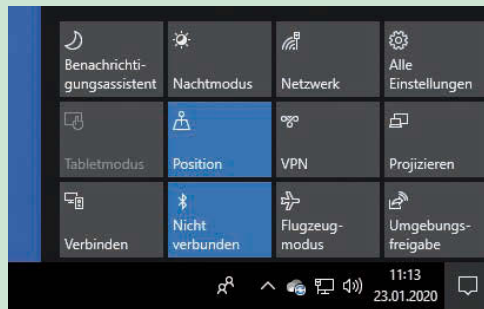 Benachrichti-
gungsassistent
Nachtmodus
Netzwerk
Alle
Einstellungen
Tabletmodus
Position
VPN
Projizieren
Verbinden
Nicht
verbunden
Flugzeug-
modus
Umgebungs-
freigabe
11:13
23.01.2020